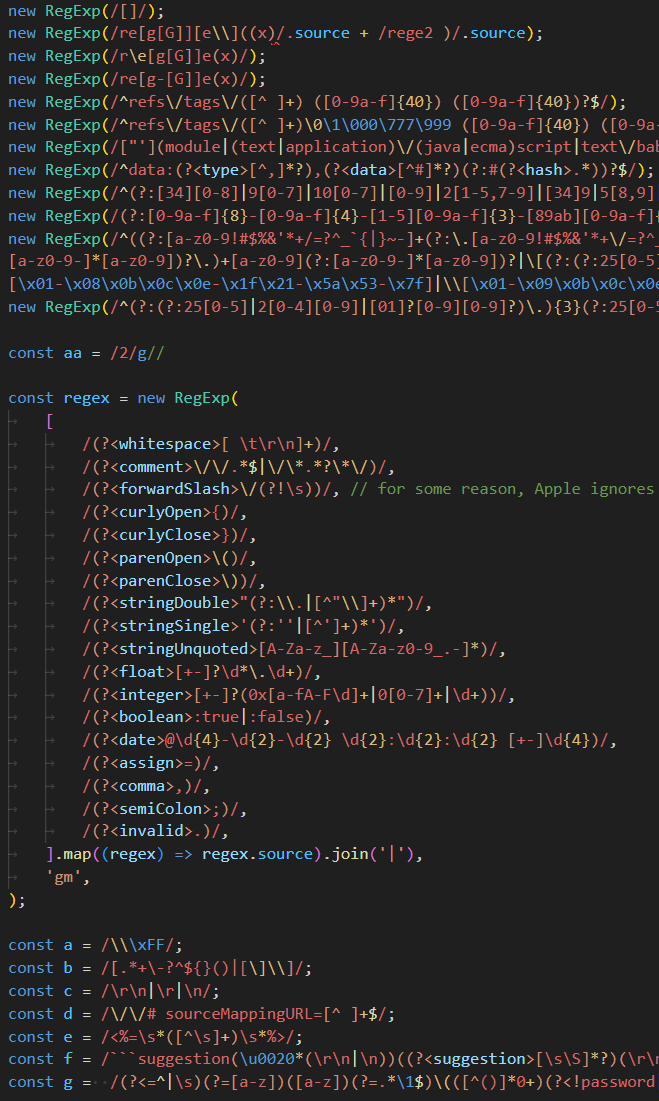 new RegExp(/[]/);
new RegExp(/re[g[G]][e\\]((x)/.source + /rege2 )/.source);
new RegExp(/r\e[g[G]]e(x)/);
new RegExp(/re[g-[G]]e(x)/);
new RegExp(/^refs\/tags\/([^ ]+) ([0-9a-f]{40}) ([0-9a-f]{40})?$/);
new RegExp(/^refs\/tags\/([^ ]+)\0\1\000\777\999 ([0-9a-f]{40}) ([0-9a-
new RegExp(/["'](module|(text|application)\/(java|ecma)script|text\/bab
new RegExp(/^data:(?<type>[^,]*?),(?<data>[^#]*?)(?:#(?<hash>.*))?$/);
new RegExp(/^(?:[34][0-8]|9[0-7]|10[0-7]|[0-9]|2[1-5,7-9]|[34]9|5[8,9]|
new RegExp(/(?:[0-9a-f]{8}-[0-9a-f]{4}-[1-5][0-9a-f]{3}-[89ab][0-9a-f]{
new RegExp(/^((?:[a-z0-9!#$%&'*+/=?^_`{|}~-]+(?:\.[a-z0-9!#$%&'*+\/=?^_
[a-z0-9-]*[a-z0-9])?\.)+[a-z0-9](?:[a-z0-9-]*[a-z0-9])?|\[(?:(?:25[0-5]
[\x01-\x08\x0b\x0c\x0e-\x1f\x21-\x5a\x53-\x7f]|\\[\x01-\x09\x0b\x0c\x0e
new RegExp(/^(?:(?:25[0-5]|2[0-4][0-9]|[01]?[0-9][0-9]?)\.){3}(?:25[0-5
const aa = /2/g//
const regex = new RegExp(
[
/(?<whitespace>[ \t\r\n]+)/,
/(?<comment>\/\/.*$|\/\*.*?\*\/)/,
/(?<forwardSlash>\/(?!\s))/, // for some reason, Apple ignores
/(?<curlyOpen>{)/,
/(?<curlyClose>})/,
/(?<parenOpen>\()/,
/(?<parenClose>\))/,
/(?<stringDouble>"(?:\\.|[^"\\]+)*")/,
/(?<stringSingle>'(?:''|[^']+)*')/,
/(?<stringUnquoted>[A-Za-z_][A-Za-z0-9_.-]*)/,
/(?<float>[+-]?\d*\.\d+)/,
/(?<integer>[+-]?(0x[a-fA-F\d]+|0[0-7]+|\d+))/,
/(?<boolean>:true|:false)/,
/(?<date>@\d{4}-\d{2}-\d{2} \d{2}:\d{2}:\d{2} [+-]\d{4})/,
/(?<assign>=)/,
/(?<comma>,)/,
/(?<semiColon>;)/,
/(?<invalid>.)/,
].map((regex) => regex.source).join('|'),
'gm',
);
const a = /\\\xFF/;
const b = /[.*+\-?^${}()|[\]\\]/;
const c = /\r\n|\r|\n/;
const d = /\/\/# sourceMappingURL=[^ ]+$/;
const e = /<%=\s*([^\s]+)\s*%>/;
const f = /```suggestion(\u0020*(\r\n|\n))((?<suggestion>[\s\S]*?)(\r\n
const g = /(?<=^|\s)(?=[a-z])([a-z])(?=.*\1$)\(([^()]*0+)(?<!password